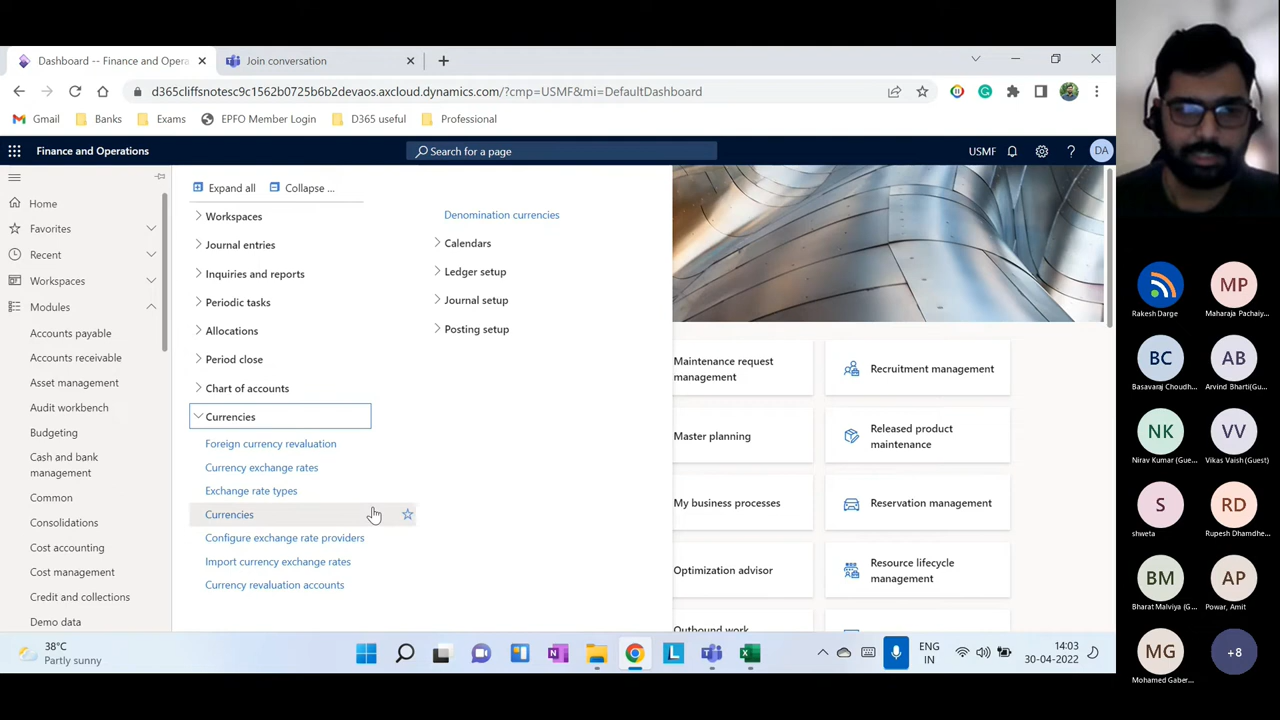 Dashboard -- Finance and Opera
Join conversation
d365cliffsnotesc9c1562b0725b6b2devaos.axcloud.dynamics.com/?cmp=USMF&mi=DefaultDashboard
Gmail
Banks
Exams
EPFO Member Login
D365 useful
Professional
Finance and Operations
Search for a page
USMF
DA
Home
Favorites
Recent
Workspaces
Modules
Accounts payable
Accounts receivable
Asset management
Audit workbench
Budgeting
Cash and bank
management
Common
Consolidations
Cost accounting
Cost management
Credit and collections
Demo data
Expand all
Collapse ...
Workspaces
Journal entries
Inquiries and reports
Periodic tasks
Allocations
Period close
Chart of accounts
Currencies
Foreign currency revaluation
Currency exchange rates
Exchange rate types
Currencies
Configure exchange rate providers
Import currency exchange rates
Currency revaluation accounts
Denomination currencies
Calendars
Ledger setup
Journal setup
Posting setup
Maintenance request
management
Recruitment management
Master planning
Released product
maintenance
My business processes
Reservation management
Optimization advisor
Resource lifecycle
management
Outbound work
38°C
Partly sunny
ENG
IN
14:03
30-04-2022
Rakesh Darge
MP
Maharaja Pachaiy...
BC
Basavaraj Choudh...
AB
Arvind Bharti(Gu...
NK
Nirav Kumar (Gue...
VV
Vikas Vaish (Guest)
S
shweta
RD
Rupesh Dhamdhe...
BM
Bharat Malviya (G...
AP
Powar, Amit
MG
Mohamed Gaber...
+8